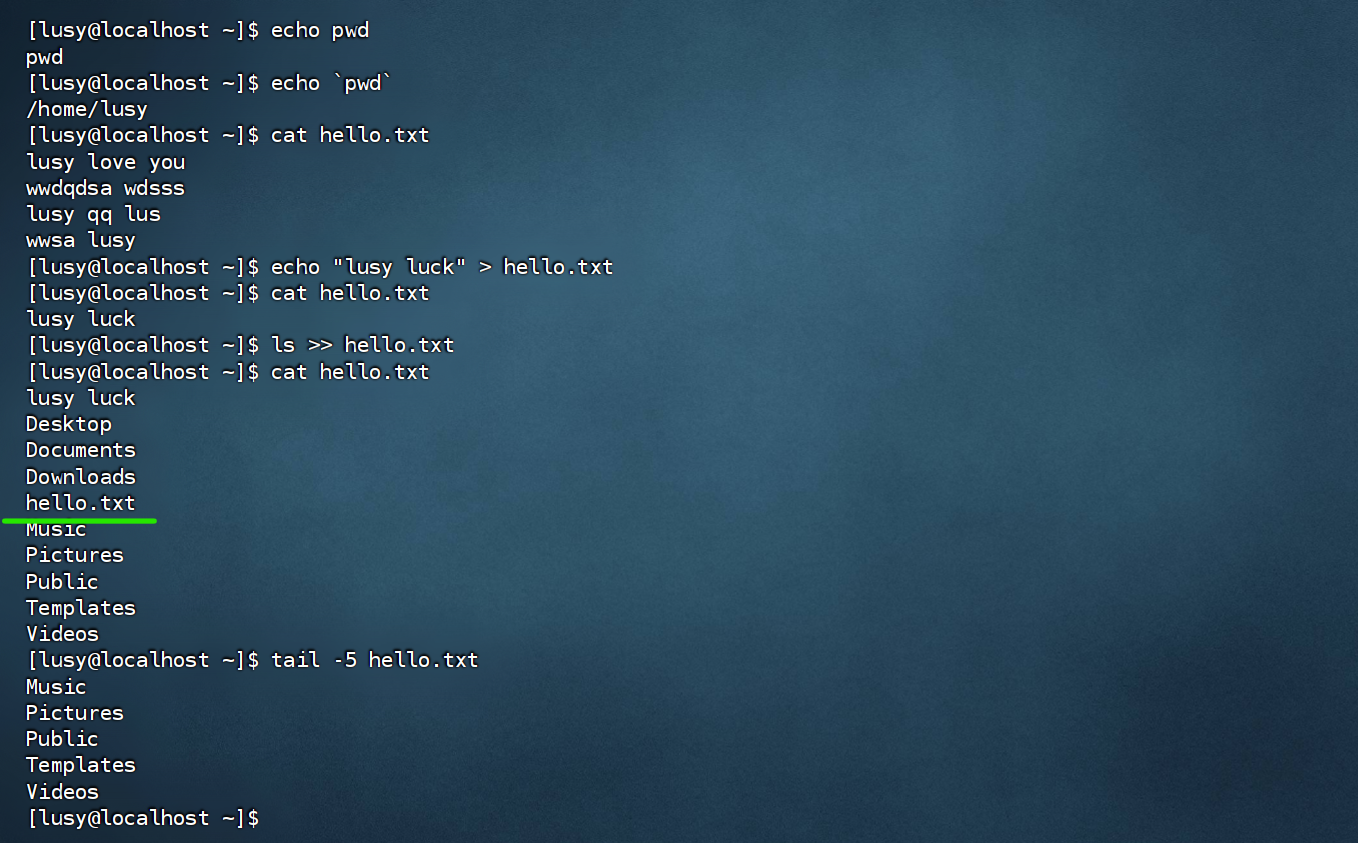 [lusy@localhost ~]$ echo pwd
pwd
[lusy@localhost ~]$ echo `pwd`
/home/lusy
[lusy@localhost ~]$ cat hello.txt
lusy love you
wwdqdsa wdsss
lusy qq lus
wwsa lusy
[lusy@localhost ~]$ echo "lusy luck" > hello.txt
[lusy@localhost ~]$ cat hello.txt
lusy luck
[lusy@localhost ~]$ ls >> hello.txt
[lusy@localhost ~]$ cat hello.txt
lusy luck
Desktop
Documents
Downloads
hello.txt
Music
Pictures
Public
Templates
Videos
[lusy@localhost ~]$ tail -5 hello.txt
Music
Pictures
Public
Templates
Videos
[lusy@localhost ~]$